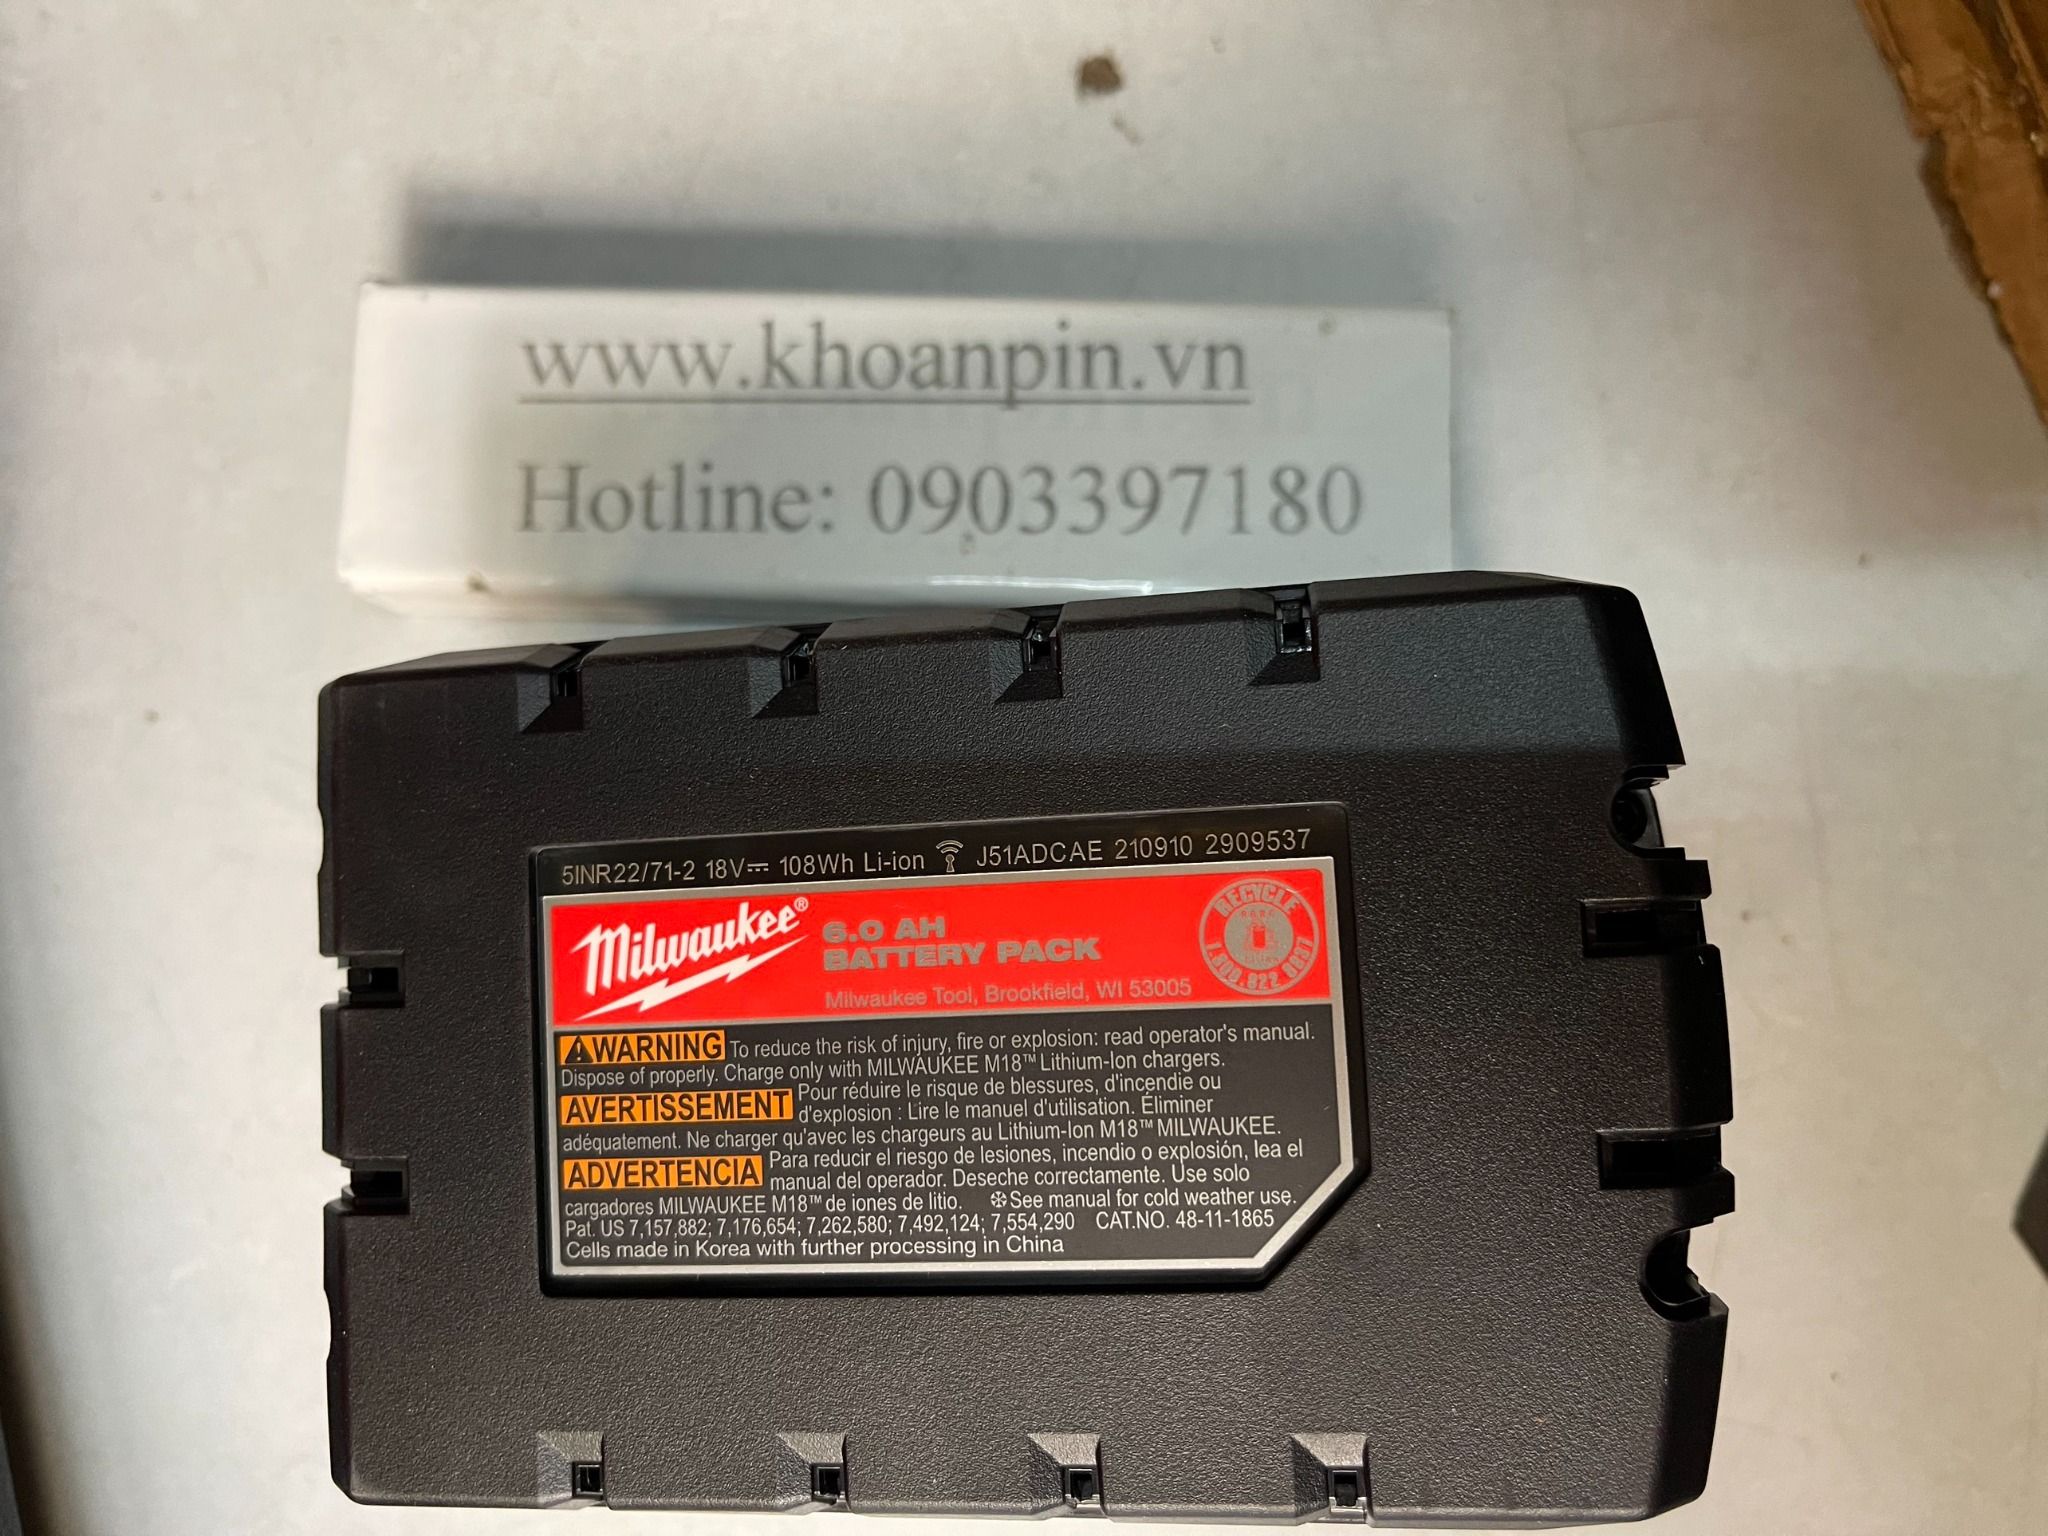 www.khoanpin.vn
Hotline: 0903397180
5INR22/71-2 18V⎓ 108Wh Li-ion J51ADCAE 210910 2909537
Milwaukee®
6.0 AH
BATTERY PACK
Milwaukee Tool, Brookfield, WI 53005
RECYCLE
1.800.822.8837
⚠WARNING To reduce the risk of injury, fire or explosion: read operator's manual.
Dispose of properly. Charge only with MILWAUKEE M18™ Lithium-Ion chargers.
AVERTISSEMENT Pour réduire le risque de blessures, d'incendie ou
d'explosion : Lire le manuel d'utilisation. Éliminer
adéquatement. Ne charger qu'avec les chargeurs au Lithium-Ion M18™ MILWAUKEE.
ADVERTENCIA Para reducir el riesgo de lesiones, incendio o explosión, lea el
manual del operador. Deseche correctamente. Use solo
cargadores MILWAUKEE M18™ de iones de litio. ❄See manual for cold weather use.
Pat. US 7,157,882; 7,176,654; 7,262,580; 7,492,124; 7,554,290 CAT.NO. 48-11-1865
Cells made in Korea with further processing in China